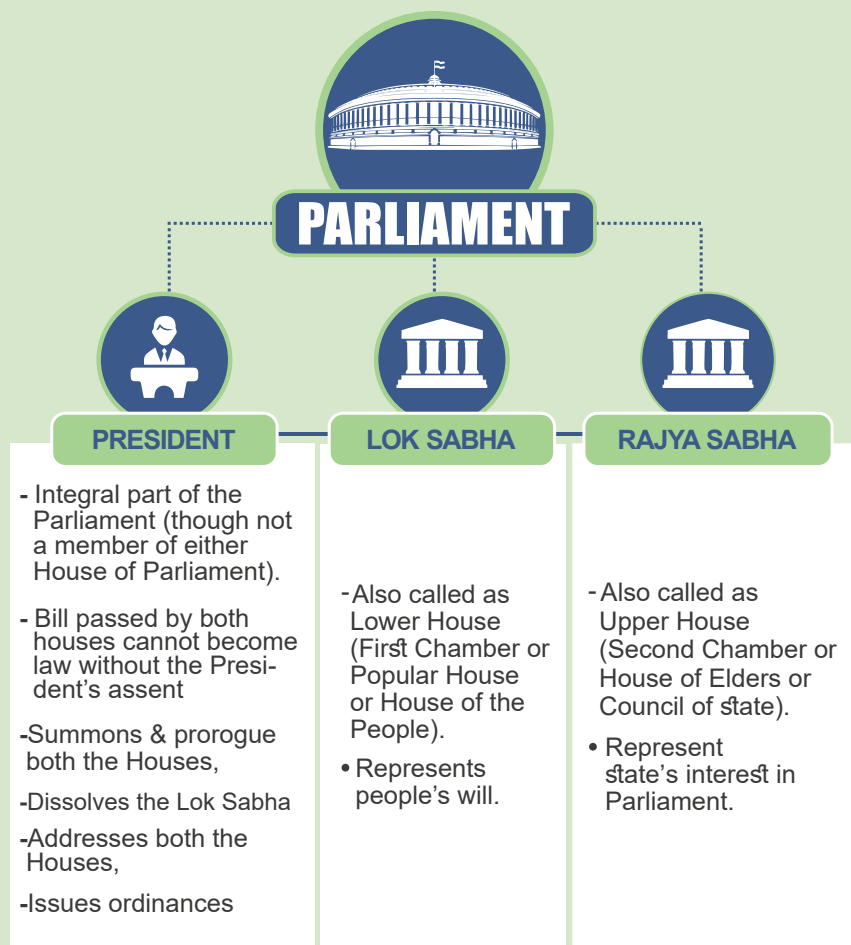 PARLIAMENT
PRESIDENT
- Integral part of the
Parliament (though not
a member of either
House of Parliament).
- Bill passed by both
houses cannot become
law without the Presi-
dent’s assent
-Summons & prorogue
both the Houses,
-Dissolves the Lok Sabha
-Addresses both the
Houses,
-Issues ordinances
LOK SABHA
-Also called as
Lower House
(First Chamber or
Popular House
or House of the
People).
• Represents
people’s will.
RAJYA SABHA
-Also called as
Upper House
(Second Chamber or
House of Elders or
Council of state).
• Represent
state’s interest in
Parliament.